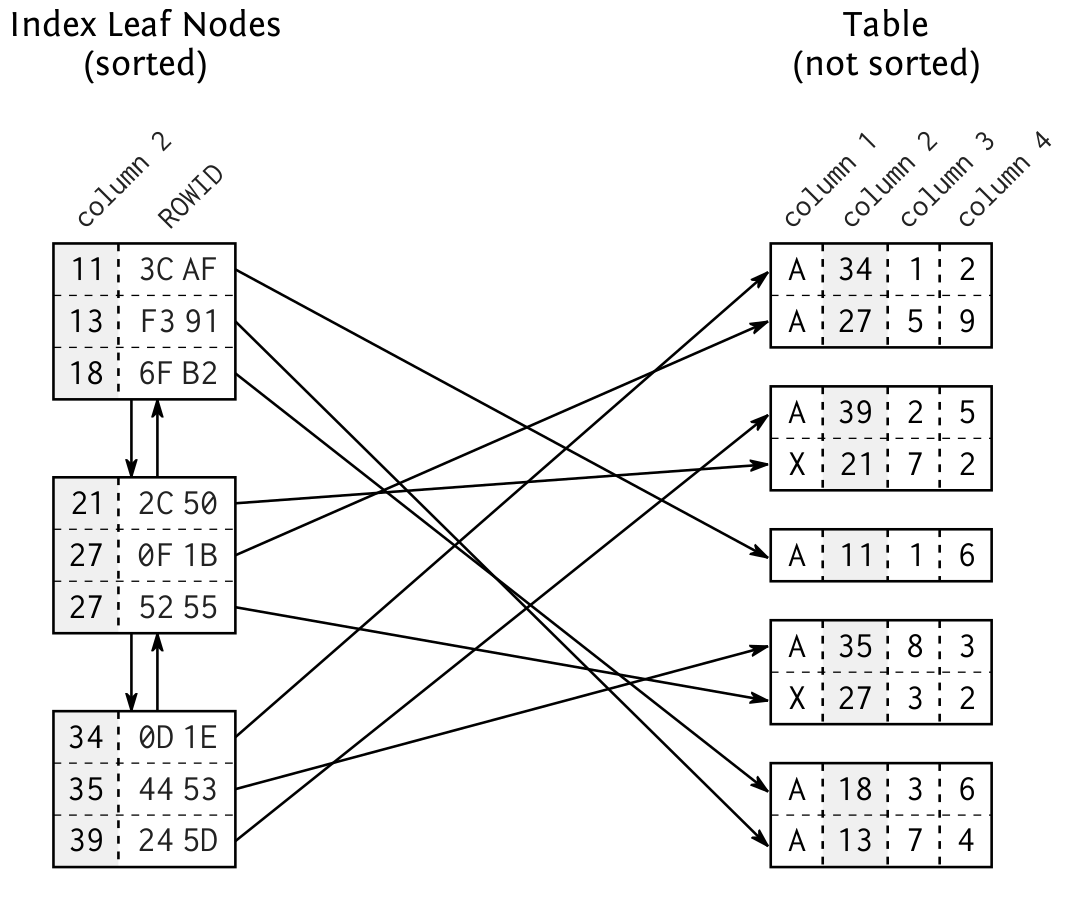 Index Leaf Nodes
(sorted)
column 2
ROWID
11 3C AF
13 F3 91
18 6F B2
21 2C 50
27 0F 1B
27 52 55
34 0D 1E
35 44 53
39 24 5D
Table
(not sorted)
column 1
column 2
column 3
column 4
A 34 1 2
A 27 5 9
A 39 2 5
X 21 7 2
A 11 1 6
A 35 8 3
X 27 3 2
A 18 3 6
A 13 7 4